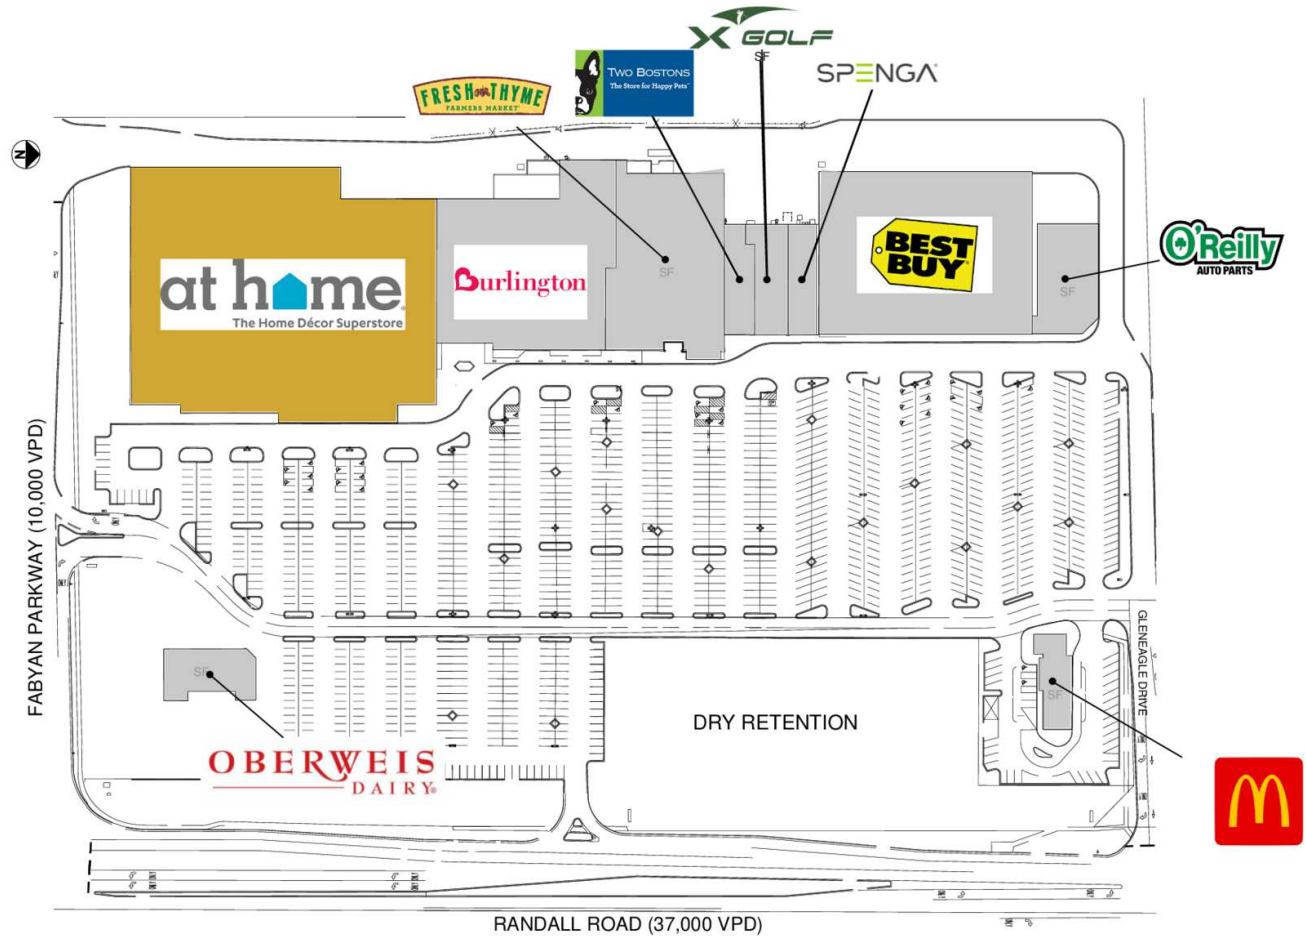 X GOLF
SF
TWO BOSTONS
The Store for Happy Pets
SPENGA
FRESH THYME
FARMERS MARKET
N
O'Reilly
AUTO PARTS
BEST
BUY
at home
The Home Décor Superstore
Burlington
SF
SF
FABYAN PARKWAY (10,000 VPD)
GLENEAGLE DRIVE
SF
SF
DRY RETENTION
OBERWEIS
DAIRY
M
RANDALL ROAD (37,000 VPD)